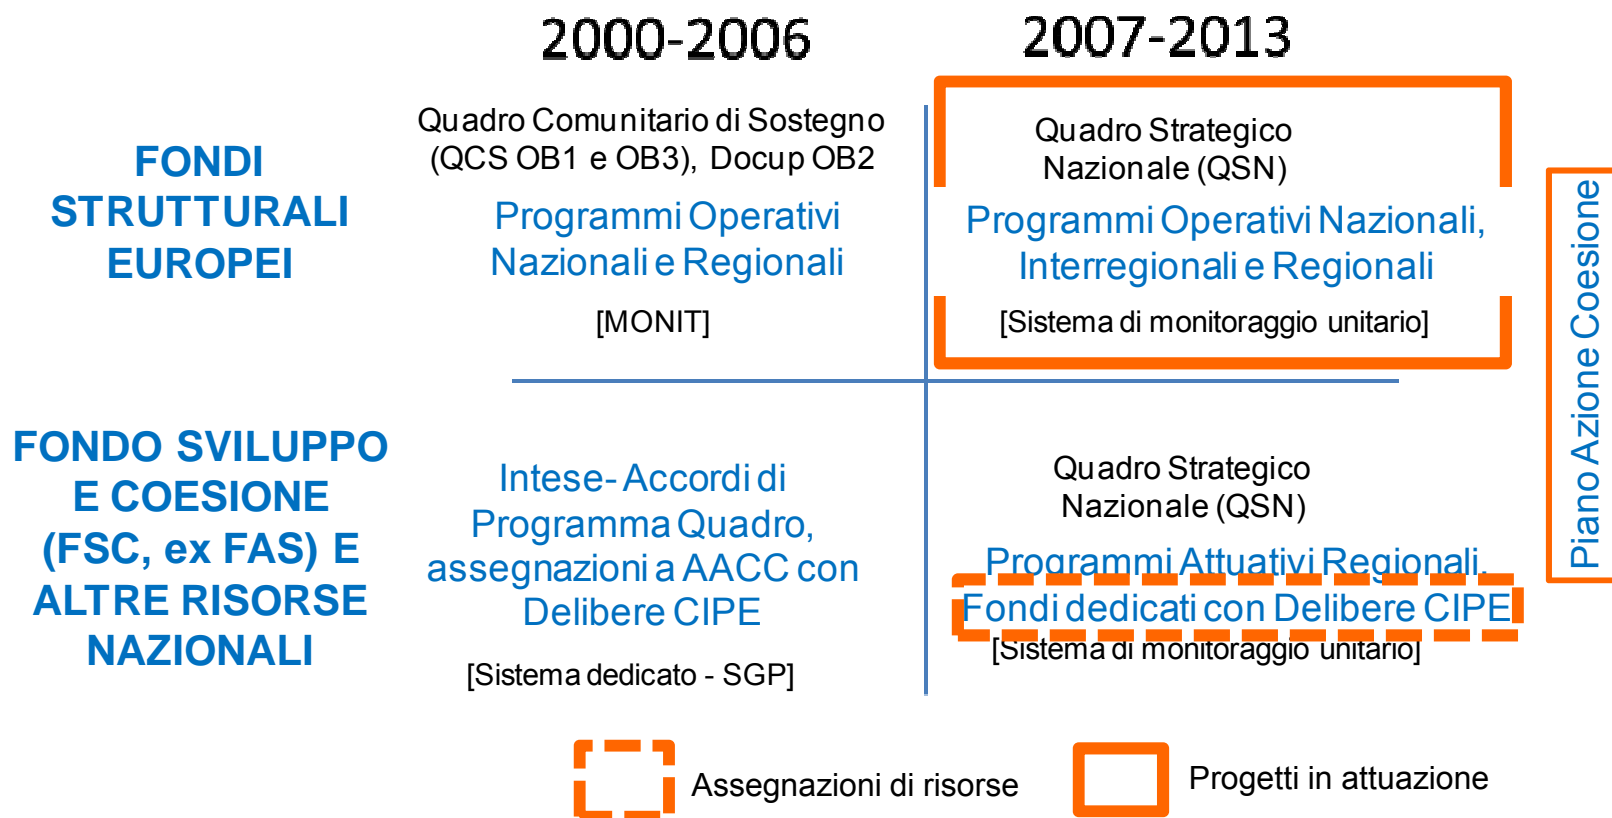 2000-2006
2007-2013
FONDI
STRUTTURALI
EUROPEI
Quadro Comunitario di Sostegno
(QCS OB1 e OB3), Docup OB2
Programmi Operativi
Nazionali e Regionali
[MONIT]
Quadro Strategico
Nazionale (QSN)
Programmi Operativi Nazionali,
Interregionali e Regionali
[Sistema di monitoraggio unitario]
Piano Azione Coesione
FONDO SVILUPPO
E COESIONE
(FSC, ex FAS) E
ALTRE RISORSE
NAZIONALI
Intese- Accordi di
Programma Quadro,
assegnazioni a AACC con
Delibere CIPE
[Sistema dedicato - SGP]
Quadro Strategico
Nazionale (QSN)
Programmi Attuativi Regionali,
Fondi dedicati con Delibere CIPE
[Sistema di monitoraggio unitario]
Assegnazioni di risorse
Progetti in attuazione